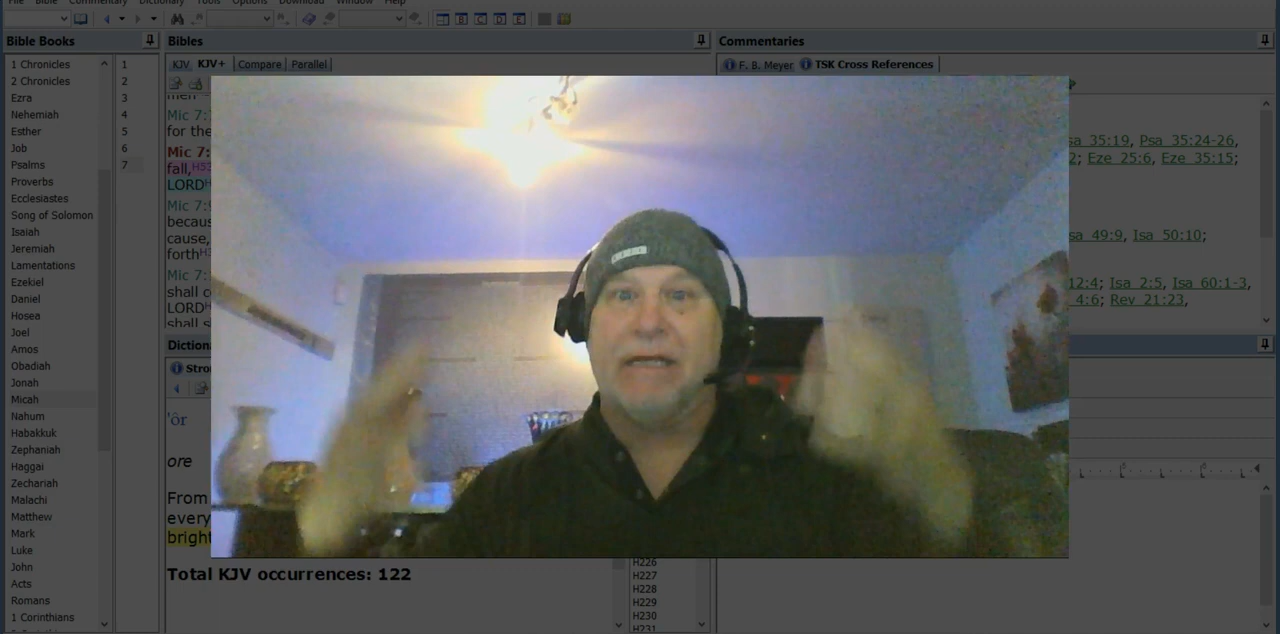 File Bible Commentary Dictionary Tools Options Download Window Help
B C D E
Bible Books
Bibles
Commentaries
1 Chronicles
2 Chronicles
Ezra
Nehemiah
Esther
Job
Psalms
Proverbs
Ecclesiastes
Song of Solomon
Isaiah
Jeremiah
Lamentations
Ezekiel
Daniel
Hosea
Joel
Amos
Obadiah
Jonah
Micah
Nahum
Habakkuk
Zephaniah
Haggai
Zechariah
Malachi
Matthew
Mark
Luke
John
Acts
Romans
1 Corinthians
1
2
3
4
5
6
7
KJV KJV+ Compare Parallel
men
Mic 7:
for the
Mic 7:
fall,
LORD
Mic 7:
becaus
cause,
forth
Mic 7:
shall
LORD
shall s
F. B. Meyer TSK Cross References
sa 35:19, Psa 35:24-26,
2; Eze 25:6, Eze 35:15;
sa 49:9, Isa 50:10;
12:4; Isa 2:5, Isa 60:1-3,
4:6; Rev 21:23,
Diction
Stro
'ôr
ore
From
every
bright
Total KJV occurrences: 122
H226
H227
H228
H229
H230
H231